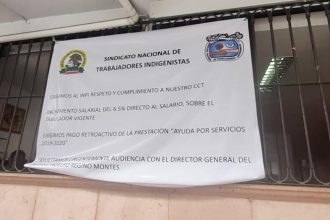 SINDICATO NACIONAL DE
TRABAJADORES INDIGENISTAS
EXIGIMOS AL INPI RESPETO Y CUMPLIMIENTO A NUESTRO CCT
INCREMENTO SALARIAL DEL 6.5% DIRECTO AL SALARIO, SOBRE EL
TABULADOR VIGENTE
EXIGIMOS PAGO RETROACTIVO DE LA PRESTACIÓN "AYUDA POR SERVICIOS
2019-2020"
URGENTEMENTE AUDIENCIA CON EL DIRECTOR GENERAL DEL
REGINO MONTES